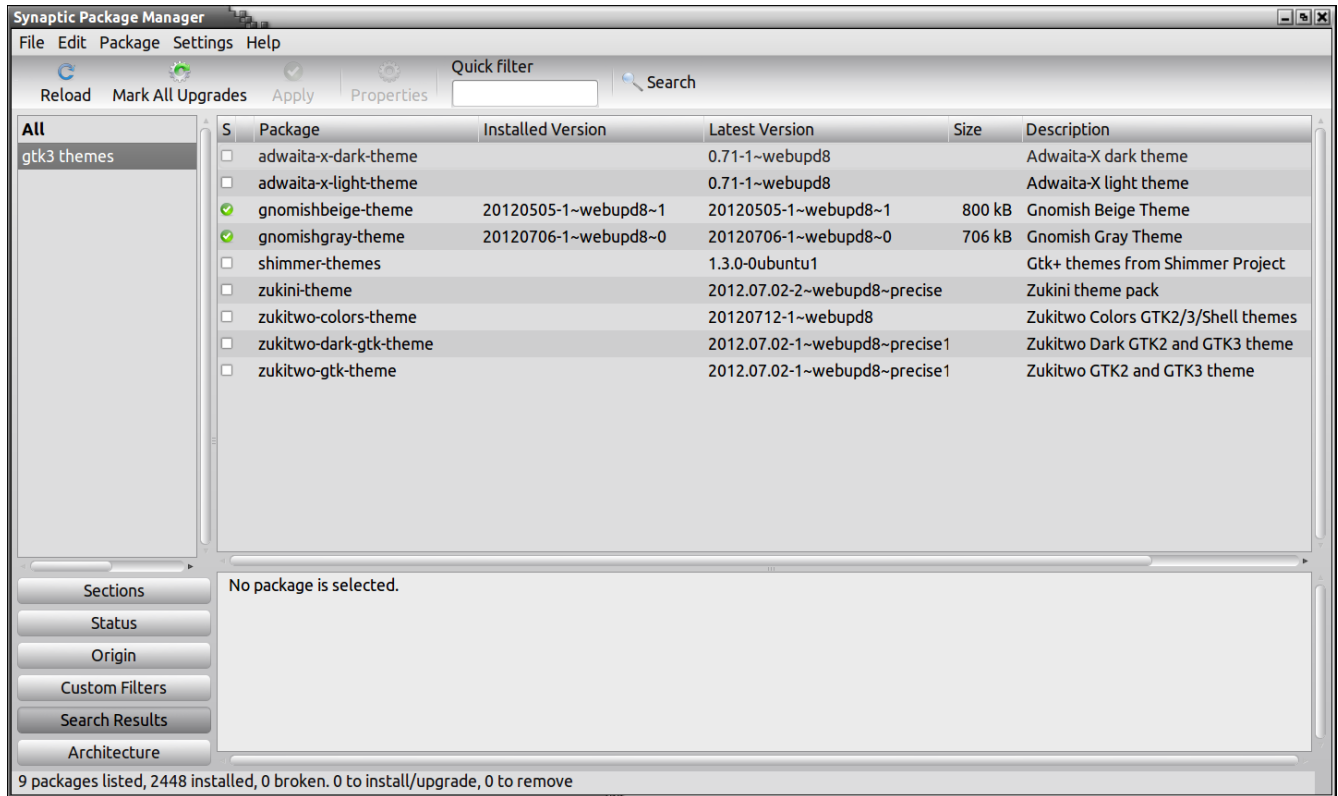 Synaptic Package Manager
File Edit Package Settings Help
Reload Mark All Upgrades Apply Properties Quick filter Search
All
gtk3 themes
S Package Installed Version Latest Version Size Description
adwaita-x-dark-theme 0.71-1~webupd8 Adwaita-X dark theme
adwaita-x-light-theme 0.71-1~webupd8 Adwaita-X light theme
gnomishbeige-theme 20120505-1~webupd8~1 20120505-1~webupd8~1 800 kB Gnomish Beige Theme
gnomishgray-theme 20120706-1~webupd8~0 20120706-1~webupd8~0 706 kB Gnomish Gray Theme
shimmer-themes 1.3.0-0ubuntu1 Gtk+ themes from Shimmer Project
zukini-theme 2012.07.02-2~webupd8~precise Zukini theme pack
zukitwo-colors-theme 20120712-1~webupd8 Zukitwo Colors GTK2/3/Shell themes
zukitwo-dark-gtk-theme 2012.07.02-1~webupd8~precise1 Zukitwo Dark GTK2 and GTK3 theme
zukitwo-gtk-theme 2012.07.02-1~webupd8~precise1 Zukitwo GTK2 and GTK3 theme
Sections
Status
Origin
Custom Filters
Search Results
Architecture
No package is selected.
9 packages listed, 2448 installed, 0 broken. 0 to install/upgrade, 0 to remove